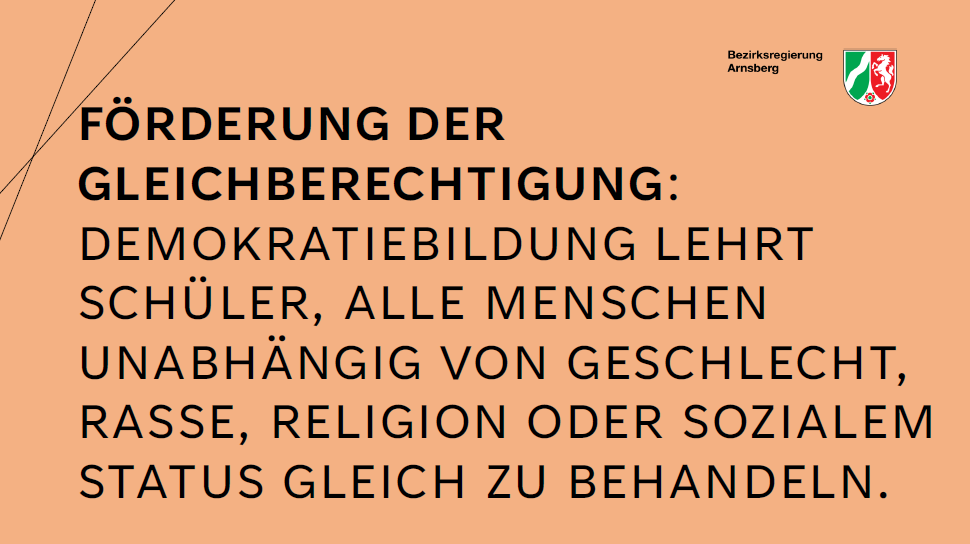 Bezirksregierung
Arnsberg
FÖRDERUNG DER
GLEICHBERECHTIGUNG:
DEMOKRATIEBILDUNG LEHRT
SCHÜLER, ALLE MENSCHEN
UNABHÄNGIG VON GESCHLECHT,
RASSE, RELIGION ODER SOZIALEM
STATUS GLEICH ZU BEHANDELN.